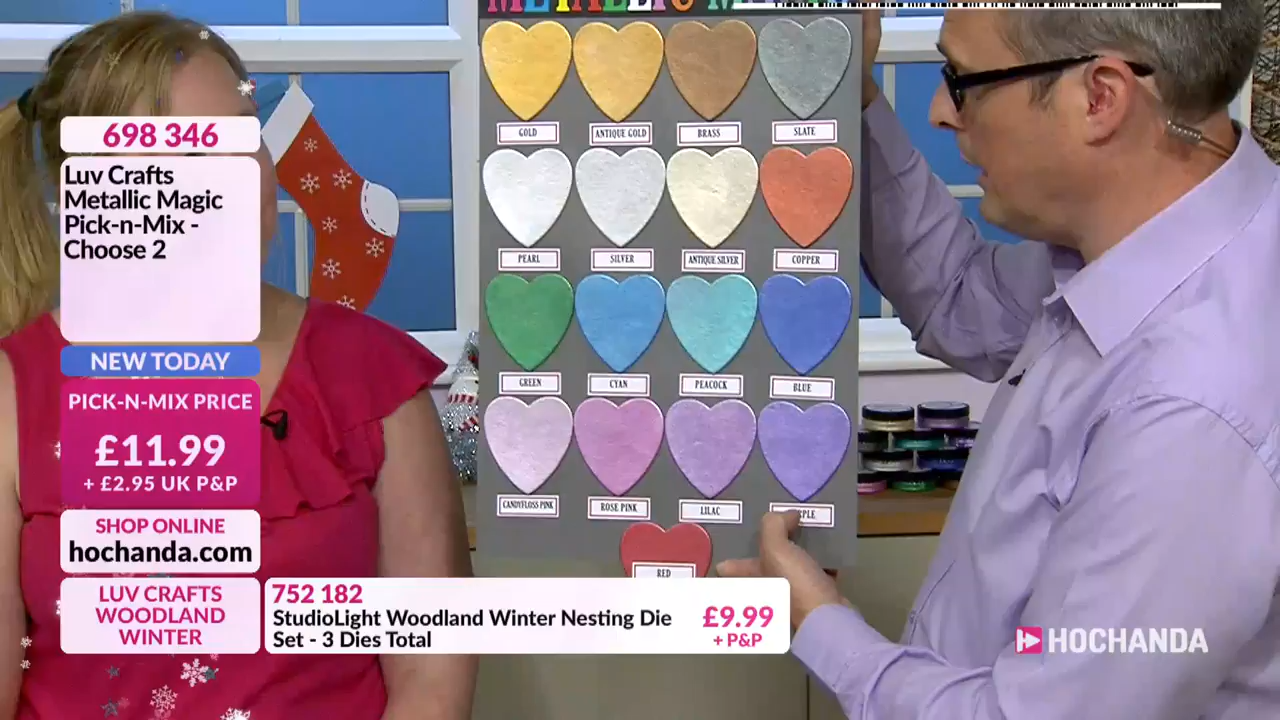 METALLIC M
GOLD
ANTIQUE GOLD
BRASS
SLATE
PEARL
SILVER
ANTIQUE SILVER
COPPER
GREEN
CYAN
PEACOCK
BLUE
CANDYFLOSS PINK
ROSE PINK
LILAC
PLE
RED
698 346
Luv Crafts
Metallic Magic
Pick-n-Mix -
Choose 2
NEW TODAY
PICK-N-MIX PRICE
£11.99
+ £2.95 UK P&P
SHOP ONLINE
hochanda.com
LUV CRAFTS
WOODLAND
WINTER
752 182
StudioLight Woodland Winter Nesting Die
Set - 3 Dies Total
£9.99
+ P&P
HOCHANDA